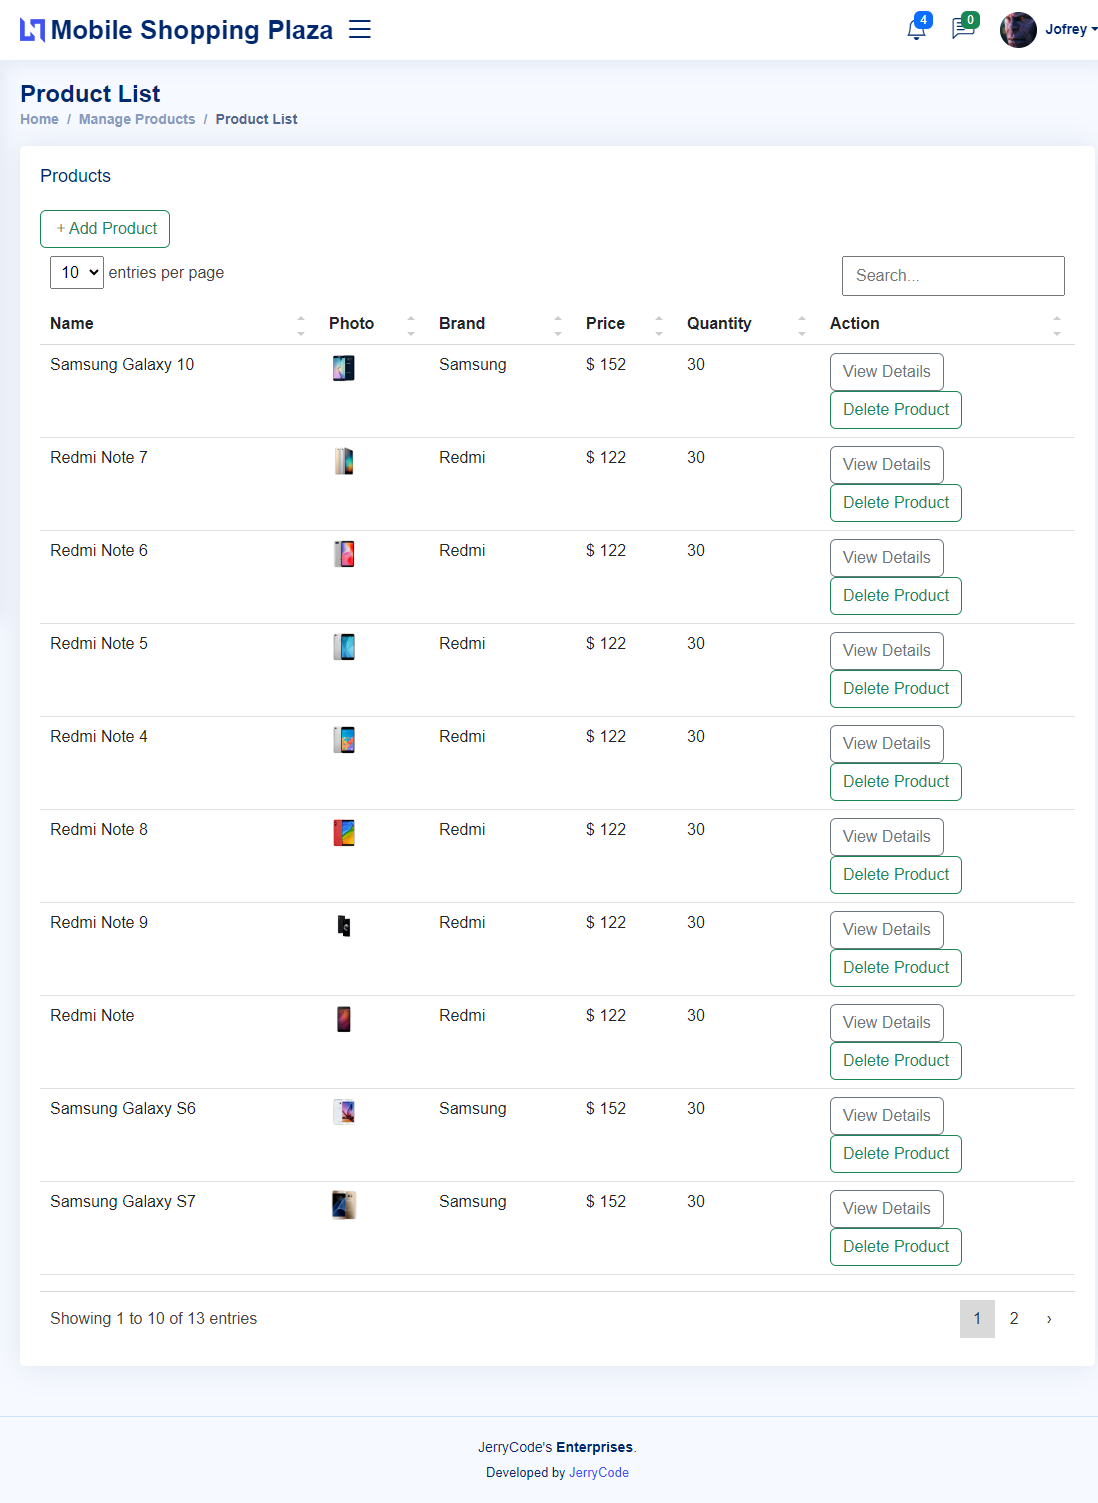 Mobile Shopping Plaza
4
0
Jofrey
Product List
Home / Manage Products / Product List
Products
+ Add Product
10 entries per page
Search...
Name Photo Brand Price Quantity Action
Samsung Galaxy 10 Samsung $ 152 30 View Details
Delete Product
Redmi Note 7 Redmi $ 122 30 View Details
Delete Product
Redmi Note 6 Redmi $ 122 30 View Details
Delete Product
Redmi Note 5 Redmi $ 122 30 View Details
Delete Product
Redmi Note 4 Redmi $ 122 30 View Details
Delete Product
Redmi Note 8 Redmi $ 122 30 View Details
Delete Product
Redmi Note 9 Redmi $ 122 30 View Details
Delete Product
Redmi Note Redmi $ 122 30 View Details
Delete Product
Samsung Galaxy S6 Samsung $ 152 30 View Details
Delete Product
Samsung Galaxy S7 Samsung $ 152 30 View Details
Delete Product
Showing 1 to 10 of 13 entries
1 2 ›
JerryCode's Enterprises.
Developed by JerryCode